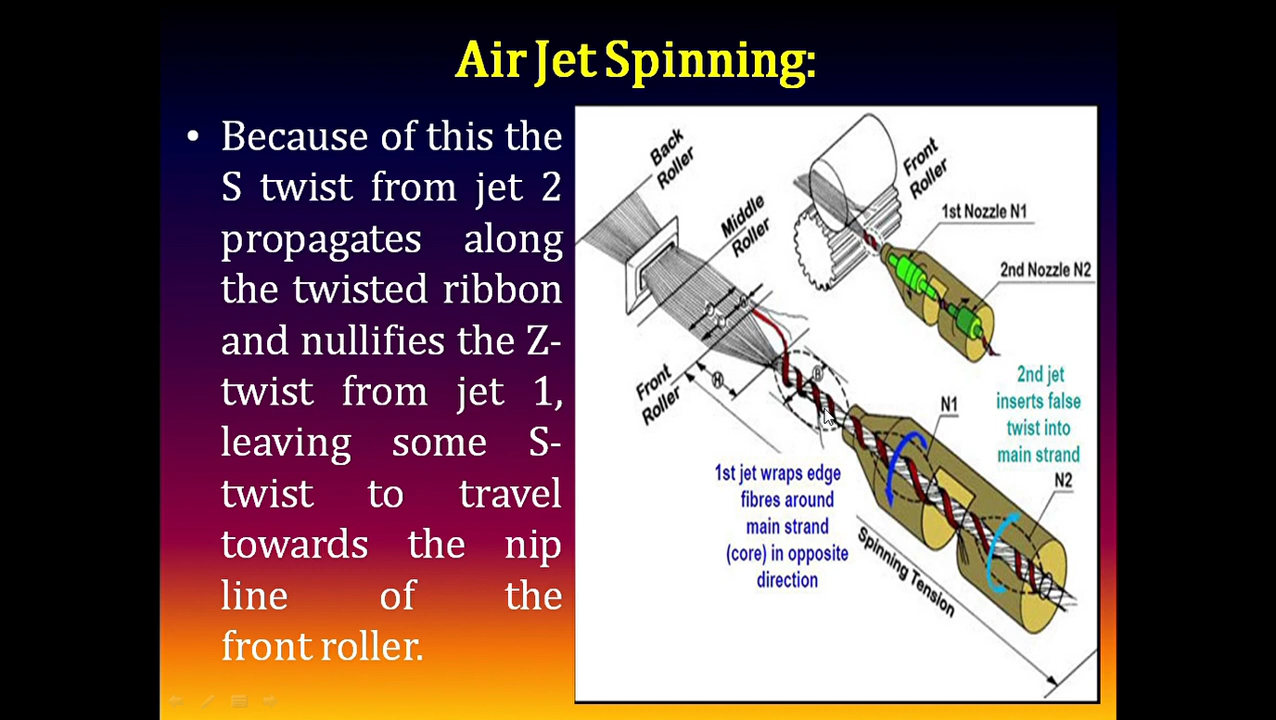 Air Jet Spinning:
• Because of this the
S twist from jet 2
propagates along
the twisted ribbon
and nullifies the Z-
twist from jet 1,
leaving some S-
twist to travel
towards the nip
line of the
front roller.
Back
Roller
Middle
Roller
Front
Roller
Front
Roller
1st Nozzle N1
2nd Nozzle N2
H
B
N1
2nd jet
inserts false
twist into
main strand
N2
1st jet wraps edge
fibres around
main strand
(core) in opposite
direction
Spinning Tension